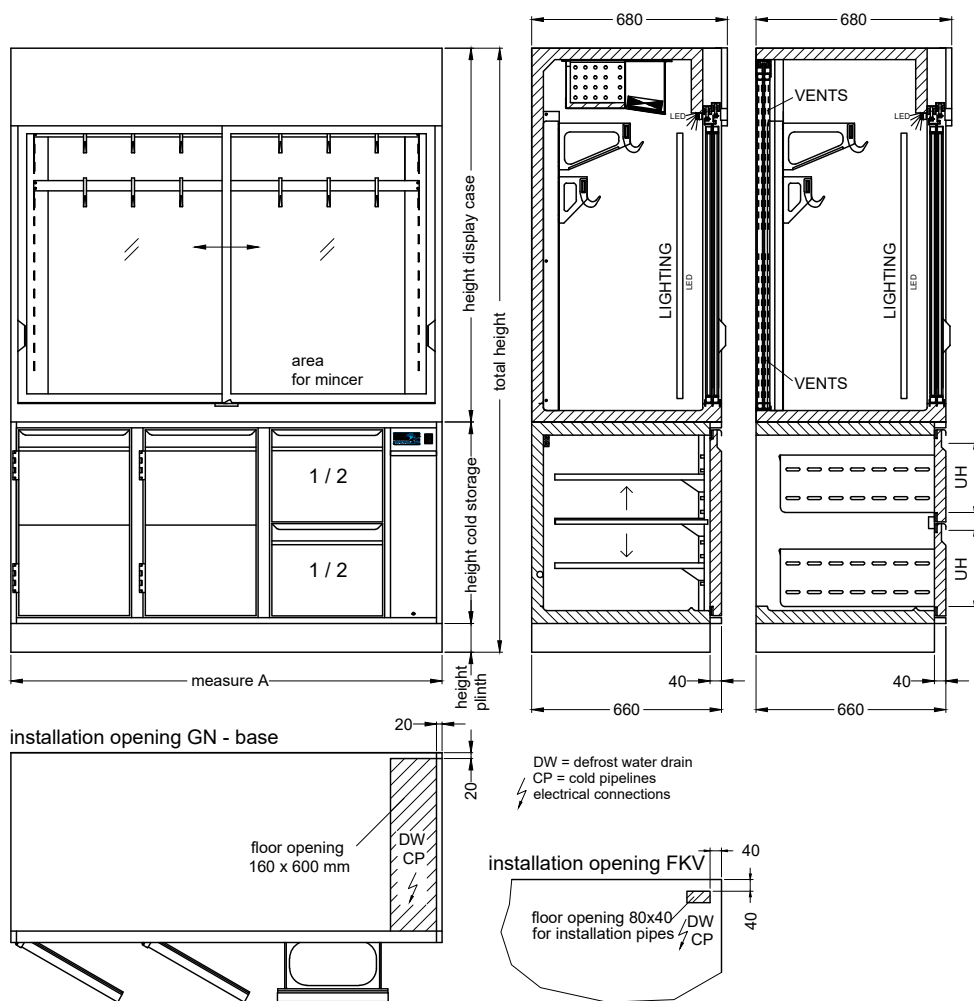 680
680
VENTS
LED
LED
height display case
total height
LIGHTING
LED
LIGHTING
LED
area
for mincer
VENTS
1 / 2
1 / 2
height cold storage
UH
UH
measure A
height
plinth
40
40
660
660
installation opening GN - base
20
20
DW = defrost water drain
CP = cold pipelines
electrical connections
floor opening
160 x 600 mm
DW
CP
installation opening FKV
40
40
floor opening 80x40
for installation pipes
DW
CP